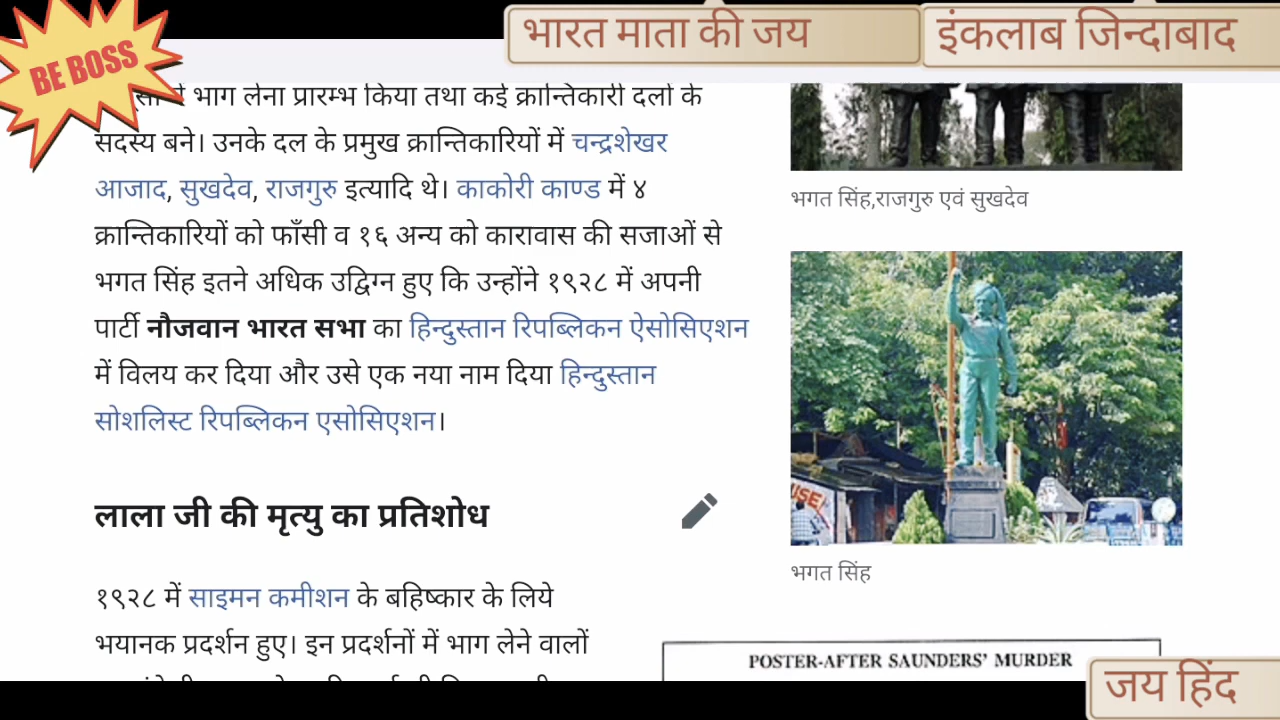 भारत माता की जय
इंकलाब जिन्दाबाद
BE BOSS
भाग लेना प्रारम्भ किया तथा कई क्रान्तिकारी दलों के
सदस्य बने। उनके दल के प्रमुख क्रान्तिकारियों में चन्द्रशेखर
आजाद, सुखदेव, राजगुरु इत्यादि थे। काकोरी काण्ड में ४
क्रान्तिकारियों को फाँसी व १६ अन्य को कारावास की सजाओं से
भगत सिंह इतने अधिक उद्विग्न हुए कि उन्होंने १९२८ में अपनी
पार्टी नौजवान भारत सभा का हिन्दुस्तान रिपब्लिकन ऐसोसिएशन
में विलय कर दिया और उसे एक नया नाम दिया हिन्दुस्तान
सोशलिस्ट रिपब्लिकन एसोसिएशन।
लाला जी की मृत्यु का प्रतिशोध
१९२८ में साइमन कमीशन के बहिष्कार के लिये
भयानक प्रदर्शन हुए। इन प्रदर्शनों में भाग लेने वालों
भगत सिंह,राजगुरु एवं सुखदेव
USE
भगत सिंह
POSTER-AFTER SAUNDERS' MURDER
जय हिंद